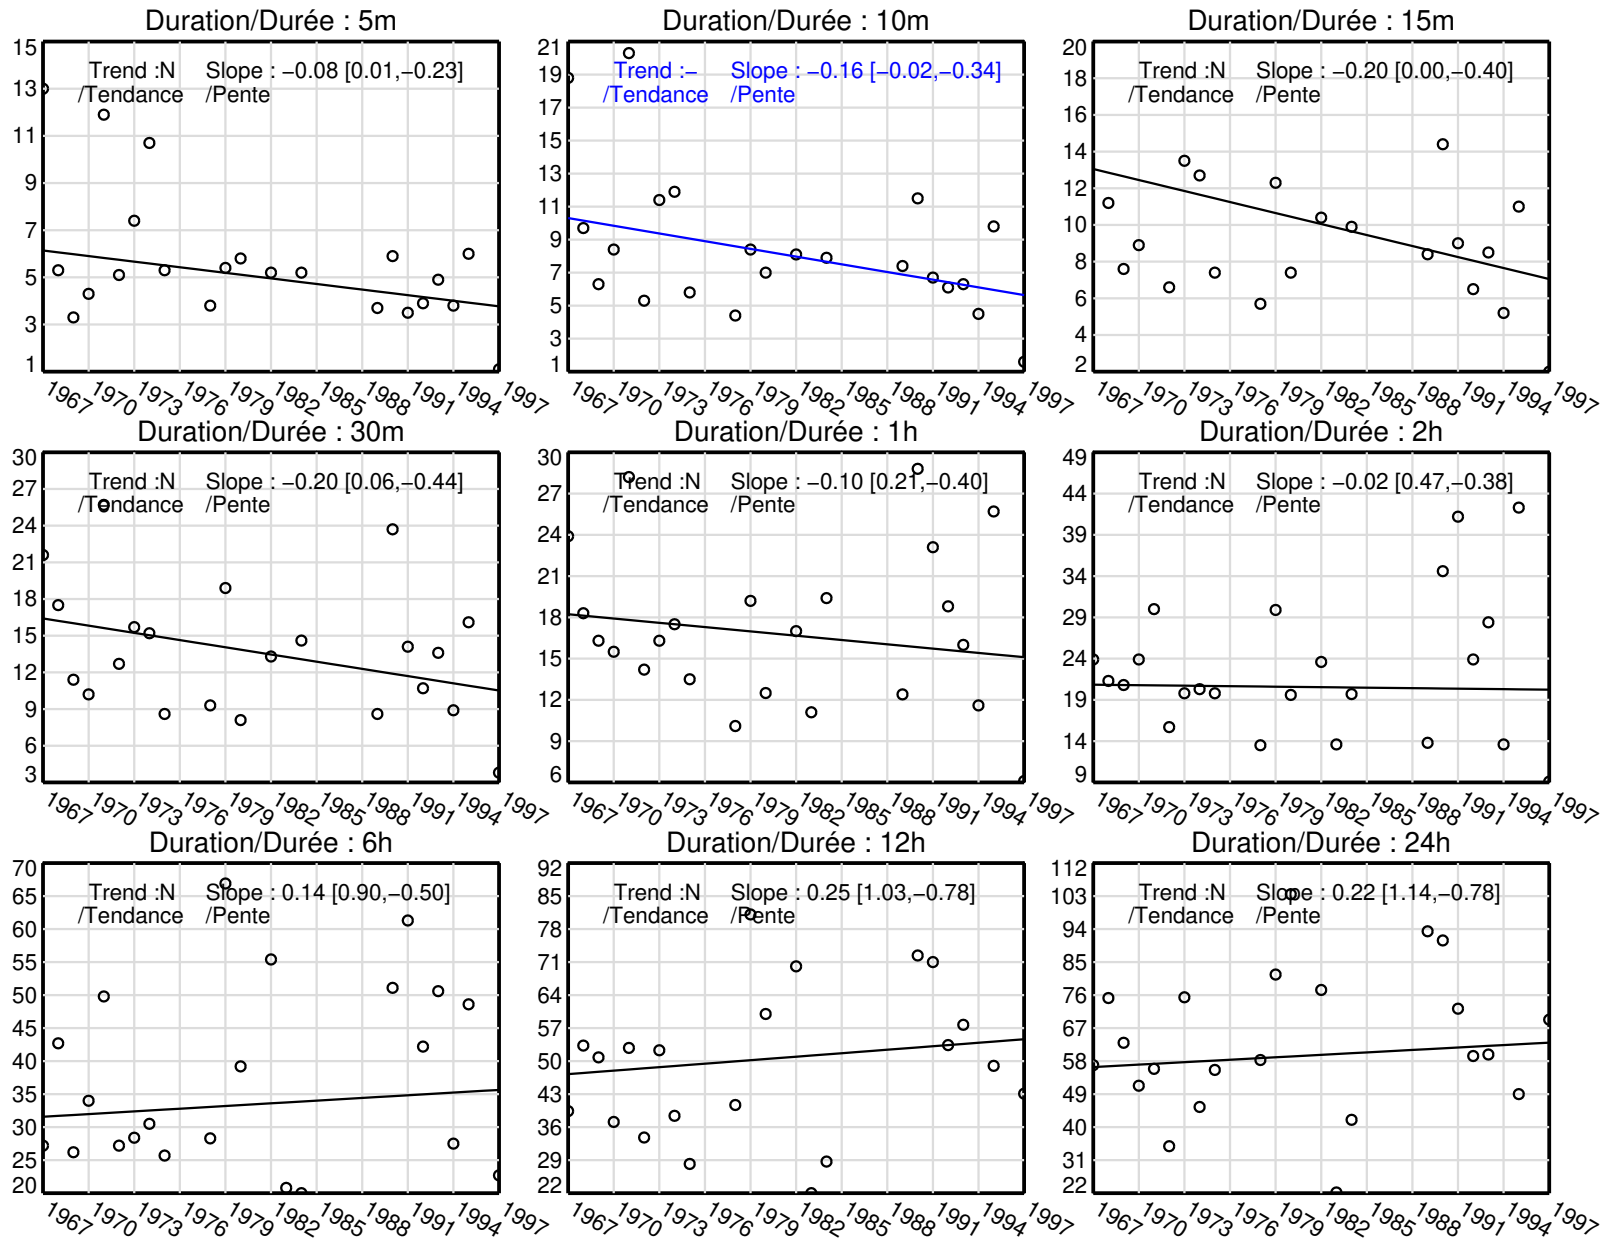 Duration/Durée : 5m
15
13
11
9
7
5
3
1
Trend :N Slope : −0.08 [0.01,−0.23]
/Tendance /Pente
1967 1970 1973 1976 1979 1982 1985 1988 1991 1994 1997
Duration/Durée : 10m
21
19
17
15
13
11
9
7
5
3
1
Trend :− Slope : −0.16 [−0.02,−0.34]
/Tendance /Pente
1967 1970 1973 1976 1979 1982 1985 1988 1991 1994 1997
Duration/Durée : 15m
20
18
16
14
12
10
8
6
4
2
Trend :N Slope : −0.20 [0.00,−0.40]
/Tendance /Pente
1967 1970 1973 1976 1979 1982 1985 1988 1991 1994 1997
Duration/Durée : 30m
30
27
24
21
18
15
12
9
6
3
Trend :N Slope : −0.20 [0.06,−0.44]
/Tendance /Pente
1967 1970 1973 1976 1979 1982 1985 1988 1991 1994 1997
Duration/Durée : 1h
30
27
24
21
18
15
12
9
6
Trend :N Slope : −0.10 [0.21,−0.40]
/Tendance /Pente
1967 1970 1973 1976 1979 1982 1985 1988 1991 1994 1997
Duration/Durée : 2h
49
44
39
34
29
24
19
14
9
Trend :N Slope : −0.02 [0.47,−0.38]
/Tendance /Pente
1967 1970 1973 1976 1979 1982 1985 1988 1991 1994 1997
Duration/Durée : 6h
70
65
60
55
50
45
40
35
30
25
20
Trend :N Slope : 0.14 [0.90,−0.50]
/Tendance /Pente
1967 1970 1973 1976 1979 1982 1985 1988 1991 1994 1997
Duration/Durée : 12h
92
85
78
71
64
57
50
43
36
29
22
Trend :N Slope : 0.25 [1.03,−0.78]
/Tendance /Pente
1967 1970 1973 1976 1979 1982 1985 1988 1991 1994 1997
Duration/Durée : 24h
112
103
94
85
76
67
58
49
40
31
22
Trend :N Slope : 0.22 [1.14,−0.78]
/Tendance /Pente
1967 1970 1973 1976 1979 1982 1985 1988 1991 1994 1997